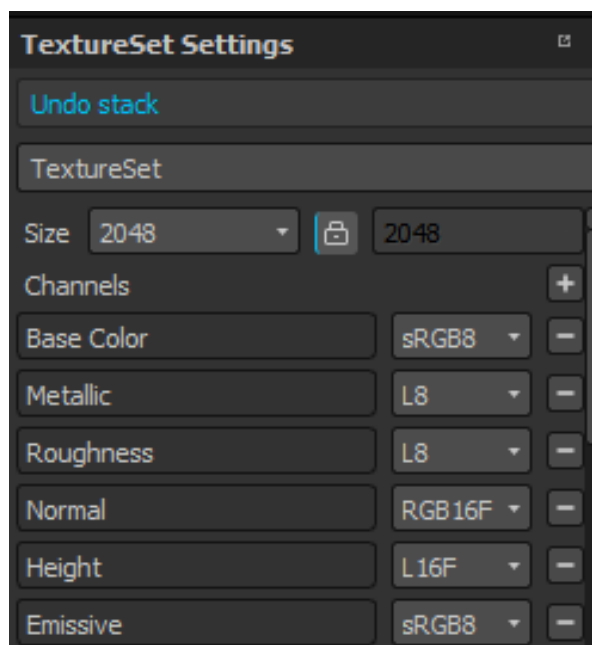 TextureSet Settings
Undo stack
TextureSet
Size 2048 2048
Channels
Base Color sRGB8
Metallic L8
Roughness L8
Normal RGB16F
Height L16F
Emissive sRGB8